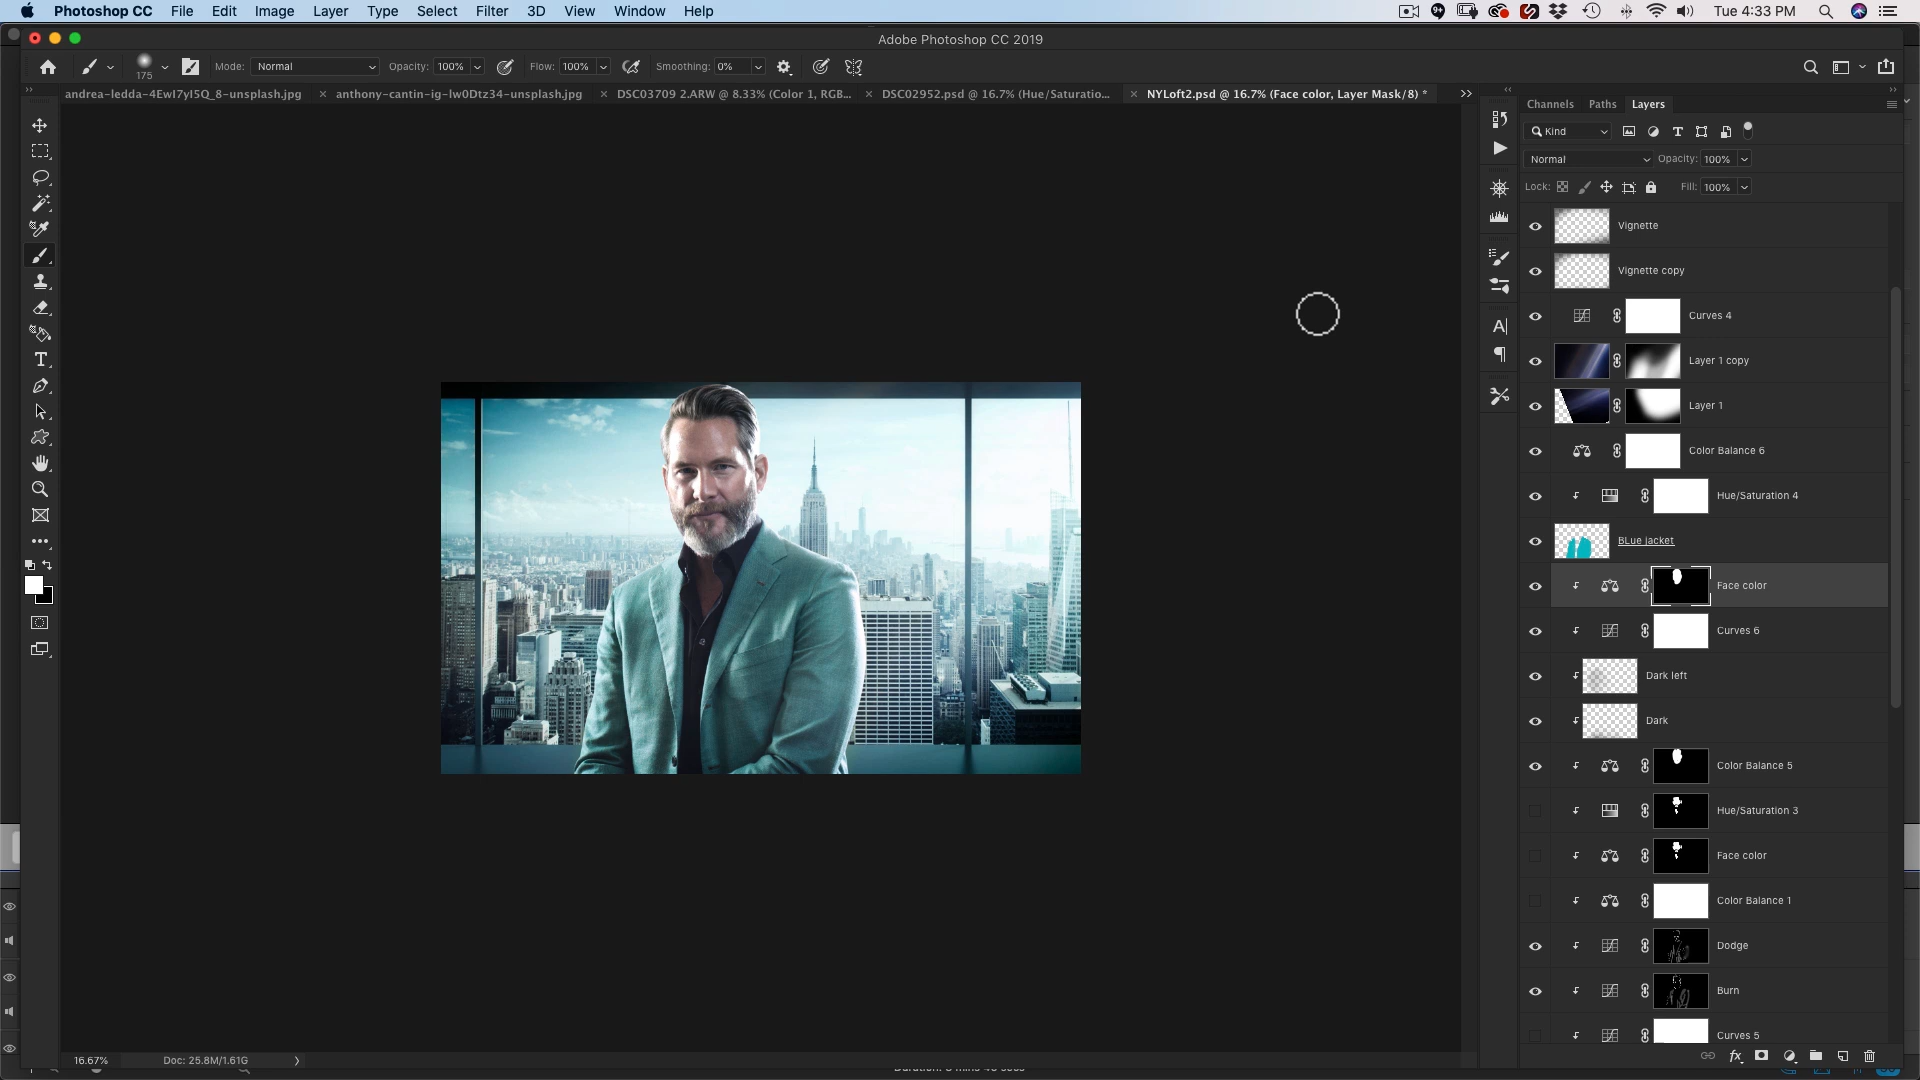 Photoshop CC File Edit Image Layer Type Select Filter 3D View Window Help
9+
Tue 4:33 PM
Adobe Photoshop CC 2019
175
Mode: Normal Opacity: 100% Flow: 100% Smoothing: 0%
andrea-ledda-4EwI7yI5Q_8-unsplash.jpg × anthony-cantin-ig-lw0Dtz34-unsplash.jpg × DSC03709 2.ARW @ 8.33% (Color 1, RGB... × DSC02952.psd @ 16.7% (Hue/Saturatio... × NYLoft2.psd @ 16.7% (Face color, Layer Mask/8) *
Channels Paths Layers
Kind
Normal Opacity: 100%
Lock: Fill: 100%
Vignette
Vignette copy
Curves 4
Layer 1 copy
Layer 1
Color Balance 6
Hue/Saturation 4
BLue jacket
Face color
Curves 6
Dark left
Dark
Color Balance 5
Hue/Saturation 3
Face color
Color Balance 1
Dodge
Burn
Curves 5
16.67% Doc: 25.8M/1.61G